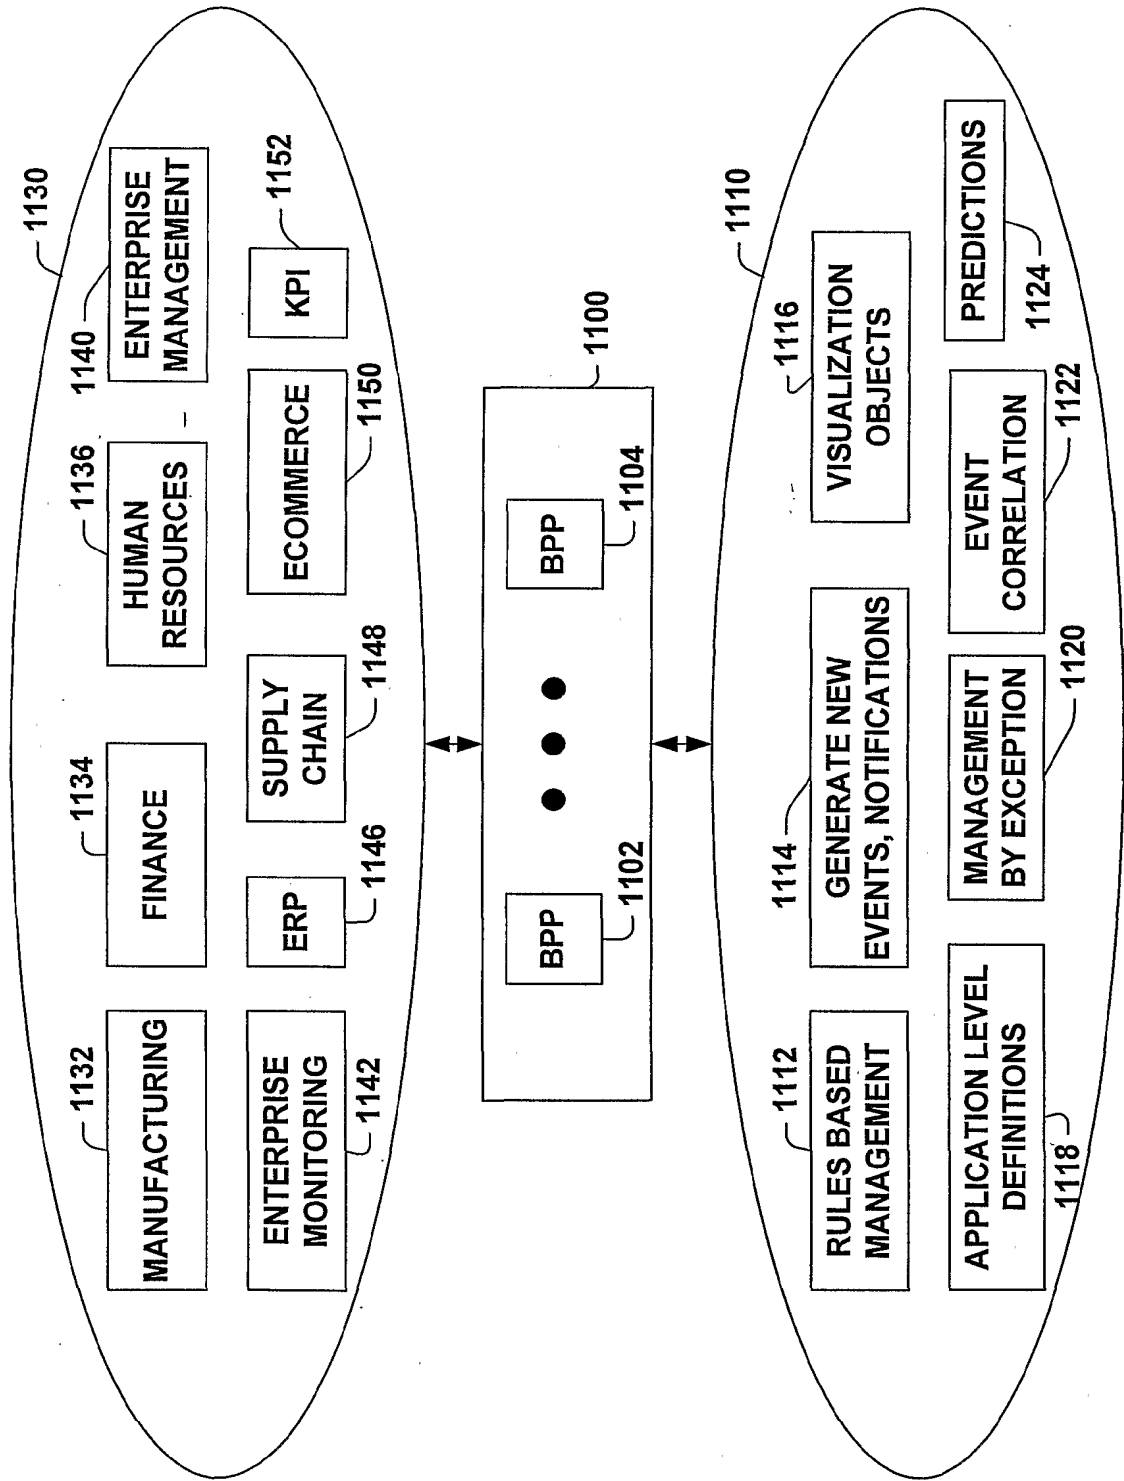 1130
1132
MANUFACTURING
1134
FINANCE
1136
HUMAN
RESOURCES
1140
ENTERPRISE
MANAGEMENT
ENTERPRISE
MONITORING
1142
ERP
1146
SUPPLY
CHAIN
1148
ECOMMERCE
1150
KPI
1152
1100
BPP
1102
BPP
1104
1110
1112
RULES BASED
MANAGEMENT
1114
GENERATE NEW
EVENTS, NOTIFICATIONS
1116
VISUALIZATION
OBJECTS
APPLICATION LEVEL
DEFINITIONS
1118
MANAGEMENT
BY EXCEPTION
1120
EVENT
CORRELATION
1122
PREDICTIONS
1124